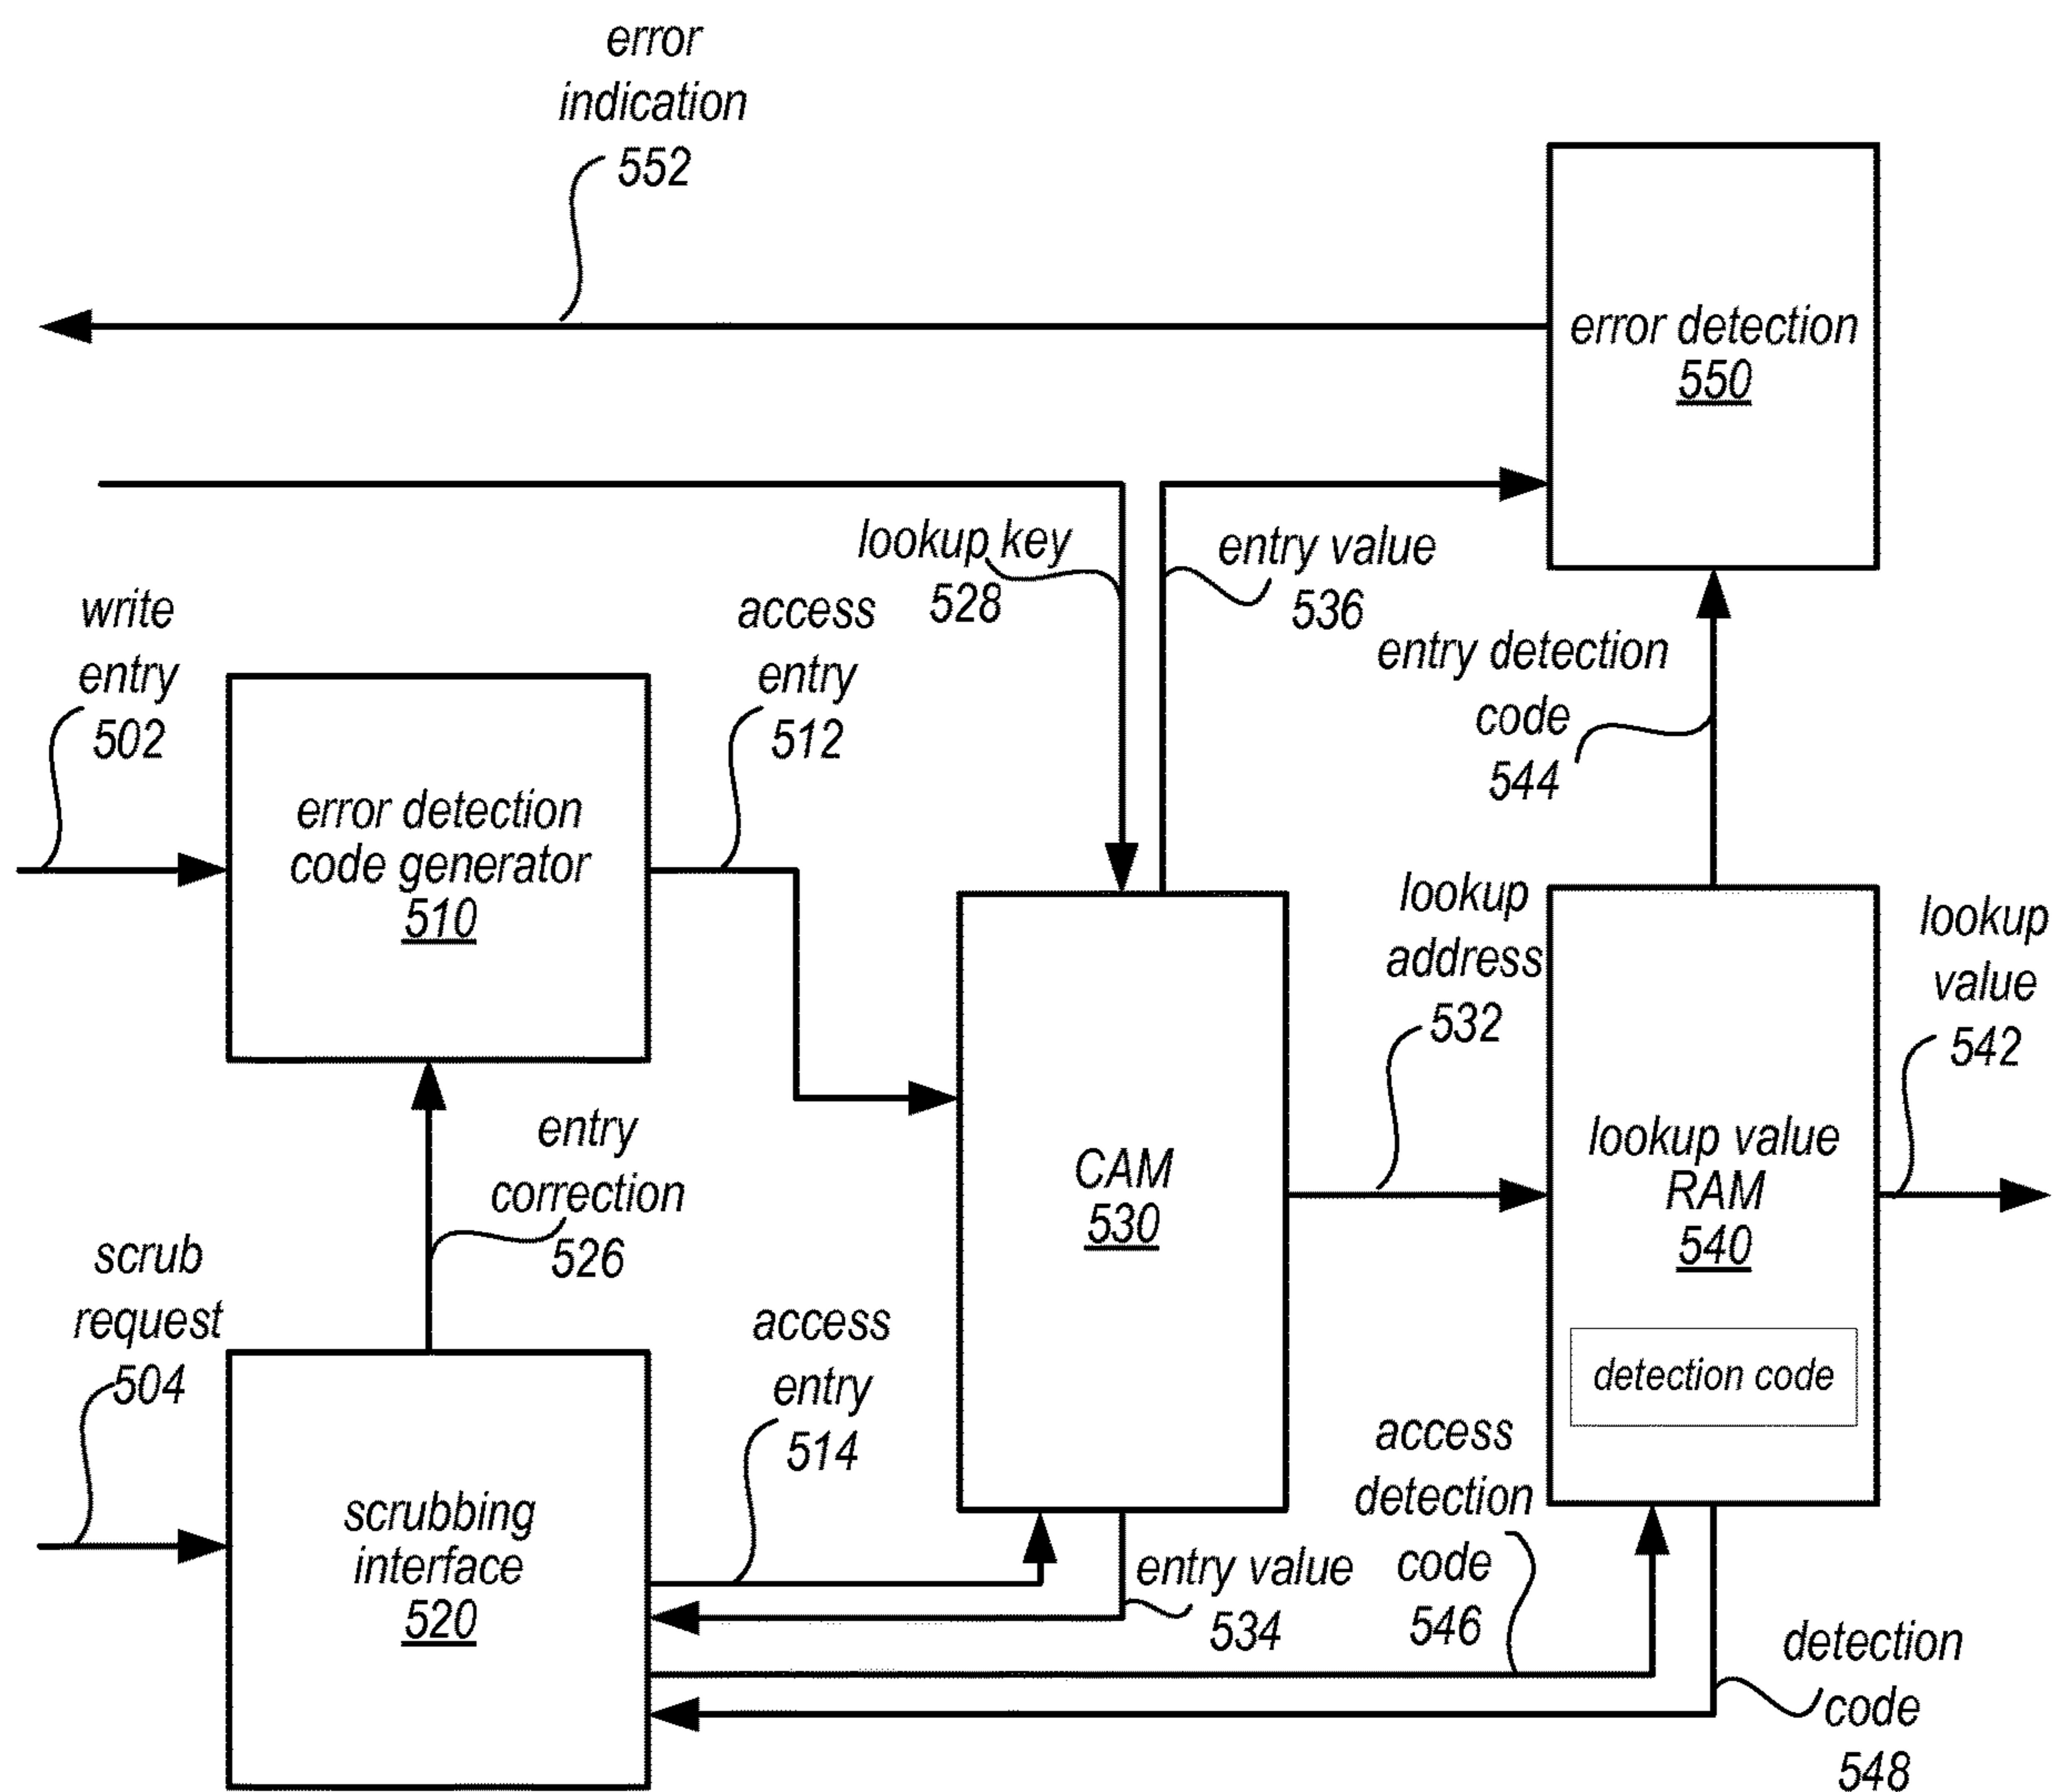 error
indication
552
error detection
550
lookup key
528
entry value
536
write
entry
502
access
entry
512
entry detection
code
544
error detection
code generator
510
lookup
address
532
lookup
value
542
entry
correction
526
CAM
530
lookup value
RAM
540
detection code
scrub
request
504
access
entry
514
access
detection
code
546
scrubbing
interface
520
entry value
534
detection
code
548